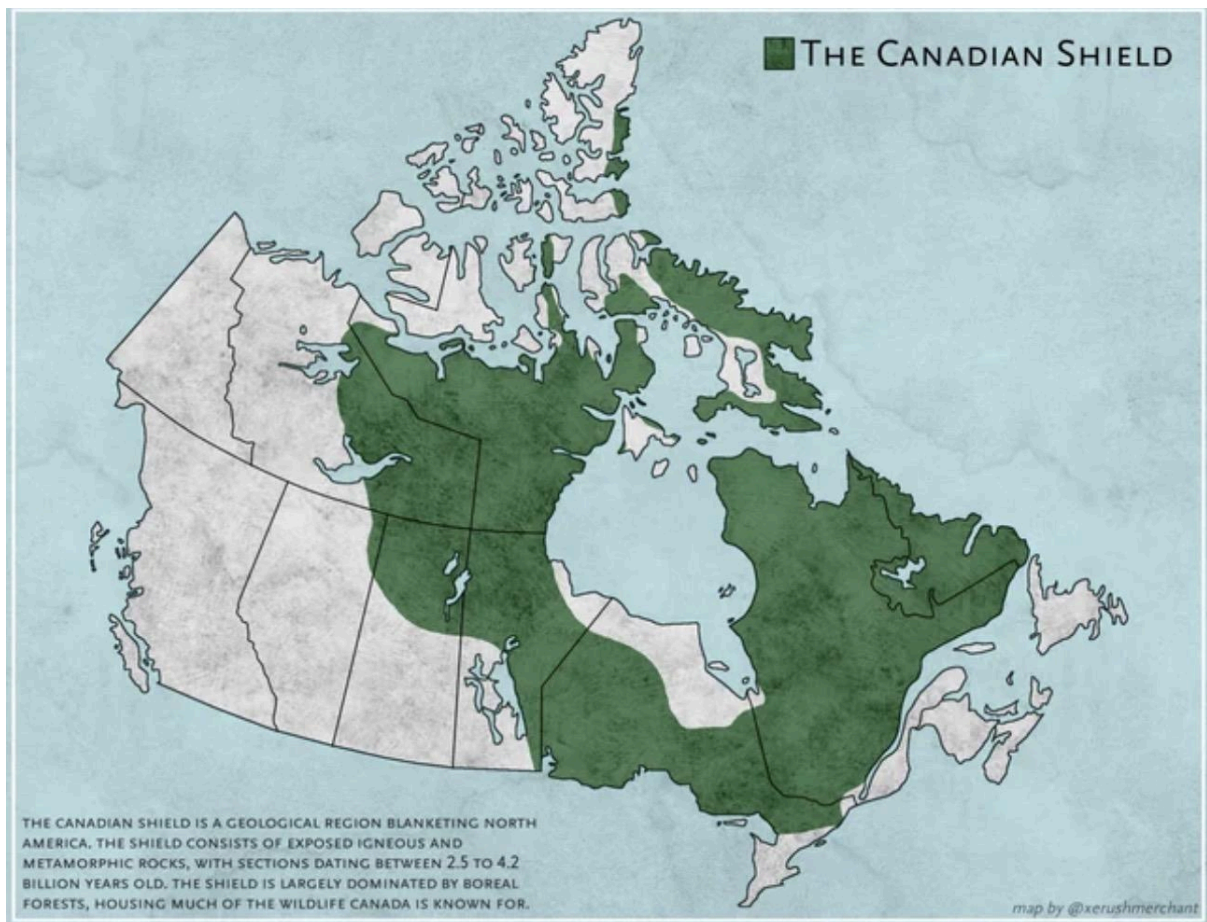 THE CANADIAN SHIELD
THE CANADIAN SHIELD IS A GEOLOGICAL REGION BLANKETING NORTH
AMERICA. THE SHIELD CONSISTS OF EXPOSED IGNEOUS AND
METAMORPHIC ROCKS, WITH SECTIONS DATING BETWEEN 2.5 TO 4.2
BILLION YEARS OLD. THE SHIELD IS LARGELY DOMINATED BY BOREAL
FORESTS, HOUSING MUCH OF THE WILDLIFE CANADA IS KNOWN FOR.
map by @xerushmerchant